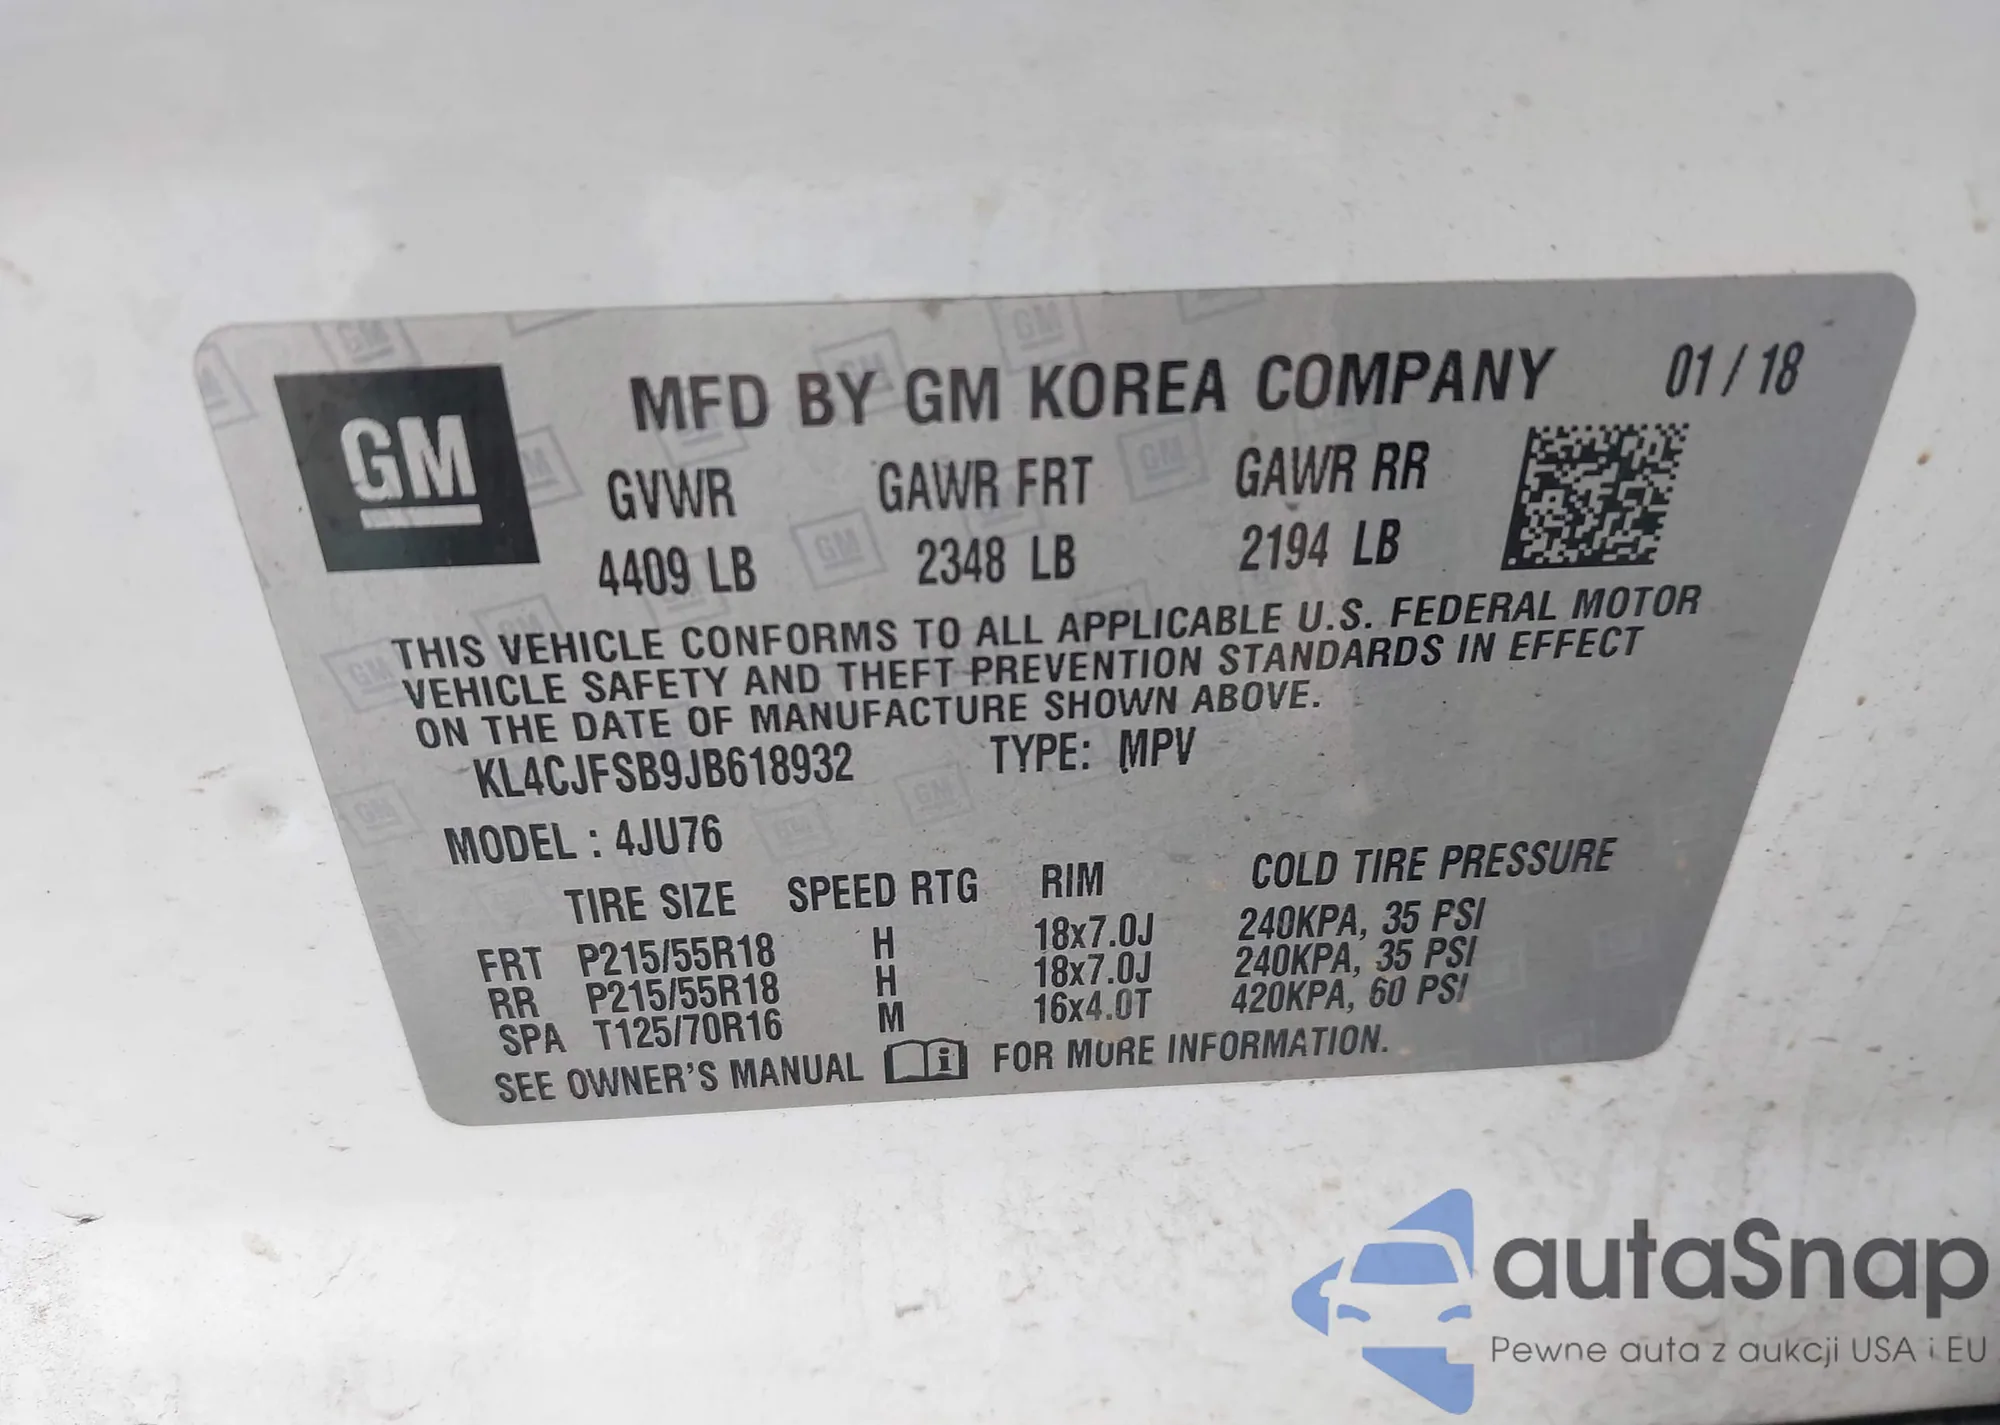 GM
MFD BY GM KOREA COMPANY 01 / 18
GVWR GAWR FRT GAWR RR
4409 LB 2348 LB 2194 LB
THIS VEHICLE CONFORMS TO ALL APPLICABLE U.S. FEDERAL MOTOR
VEHICLE SAFETY AND THEFT PREVENTION STANDARDS IN EFFECT
ON THE DATE OF MANUFACTURE SHOWN ABOVE.
KL4CJFSB9JB618932 TYPE: MPV
MODEL : 4JU76
TIRE SIZE SPEED RTG RIM COLD TIRE PRESSURE
FRT P215/55R18 H 18x7.0J 240KPA, 35 PSI
RR P215/55R18 H 18x7.0J 240KPA, 35 PSI
SPA T125/70R16 M 16x4.0T 420KPA, 60 PSI
SEE OWNER'S MANUAL i FOR MORE INFORMATION.
autaSnap
Pewne auta z aukcji USA i EU